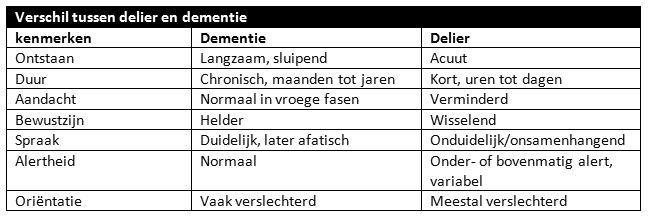 Verschil tussen delier en dementie
kenmerken Dementie Delier
Ontstaan Langzaam, sluipend Acuut
Duur Chronisch, maanden tot jaren Kort, uren tot dagen
Aandacht Normaal in vroege fasen Verminderd
Bewustzijn Helder Wisselend
Spraak Duidelijk, later afatisch Onduidelijk/onsamenhangend
Alertheid Normaal Onder- of bovenmatig alert,
variabel
Oriëntatie Vaak verslechterd Meestal verslechterd